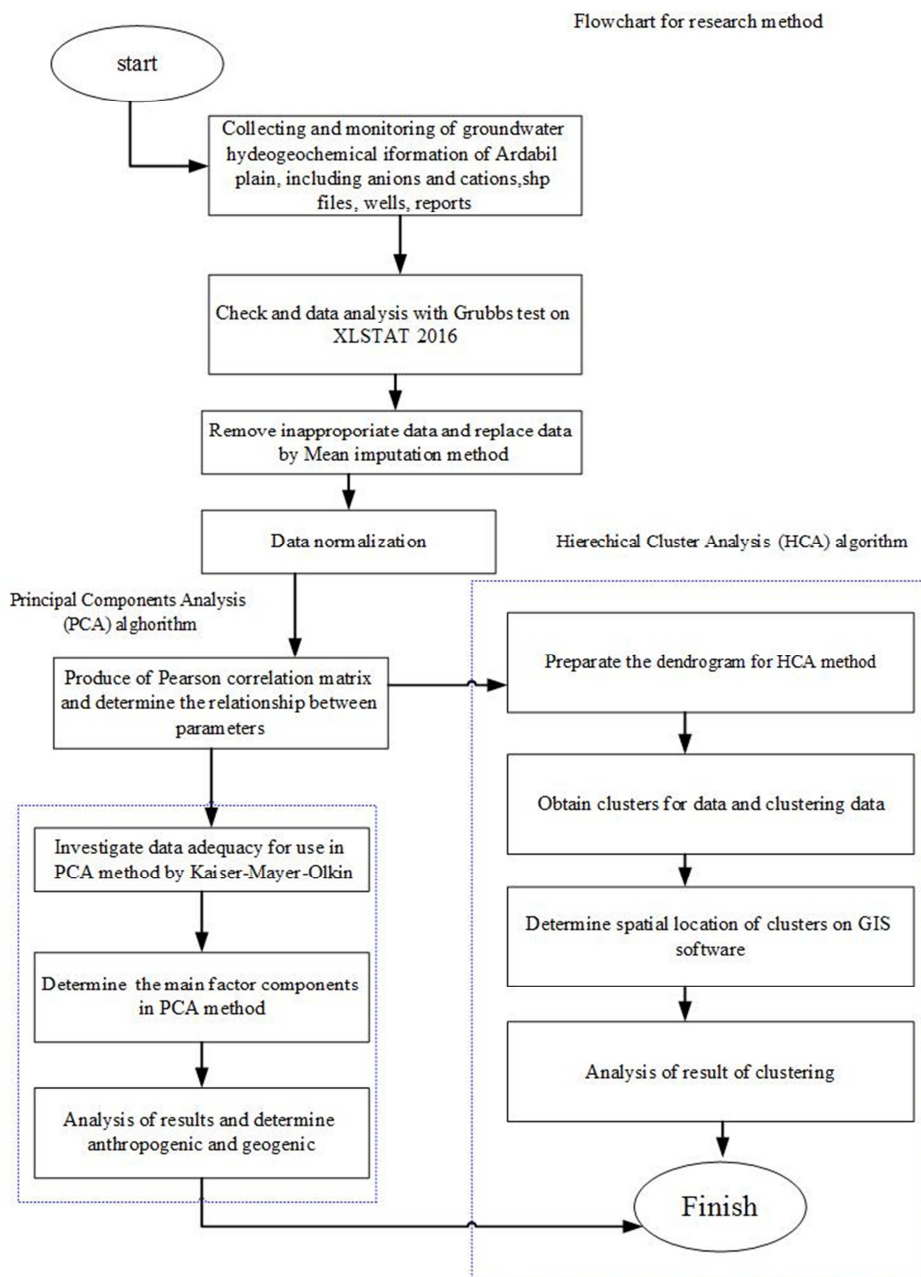 Flowchart for research method
start
Collecting and monitoring of groundwater
hydeogeochemical iformation of Ardabil
plain, including anions and cations,shp
files, wells, reports
Check and data analysis with Grubbs test on
XLSTAT 2016
Remove inapproporiate data and replace data
by Mean imputation method
Data normalization
Hierechical Cluster Analysis (HCA) algorithm
Principal Components Analysis
(PCA) alghorithm
Produce of Pearson correlation matrix
and determine the relationship between
parameters
Preparate the dendrogram for HCA method
Obtain clusters for data and clustering data
Investigate data adequacy for use in
PCA method by Kaiser-Mayer-Olkin
Determine spatial location of clusters on GIS
software
Determine the main factor components
in PCA method
Analysis of result of clustering
Analysis of results and determine
anthropogenic and geogenic
Finish